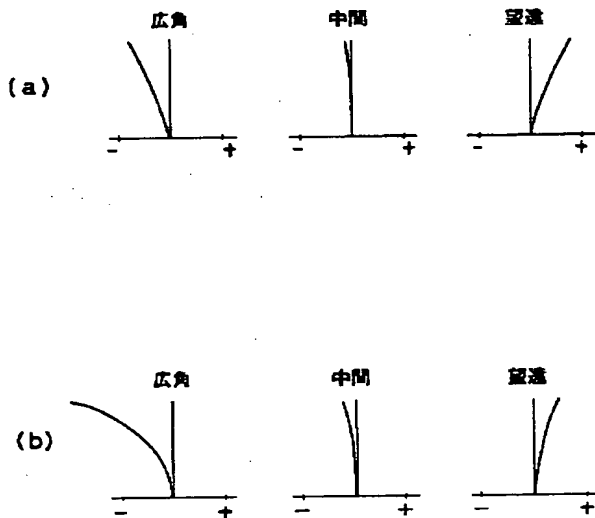 広角 中間 望遠
(a)
- + - + - +
広角 中間 望遠
(b)
- + - + - +